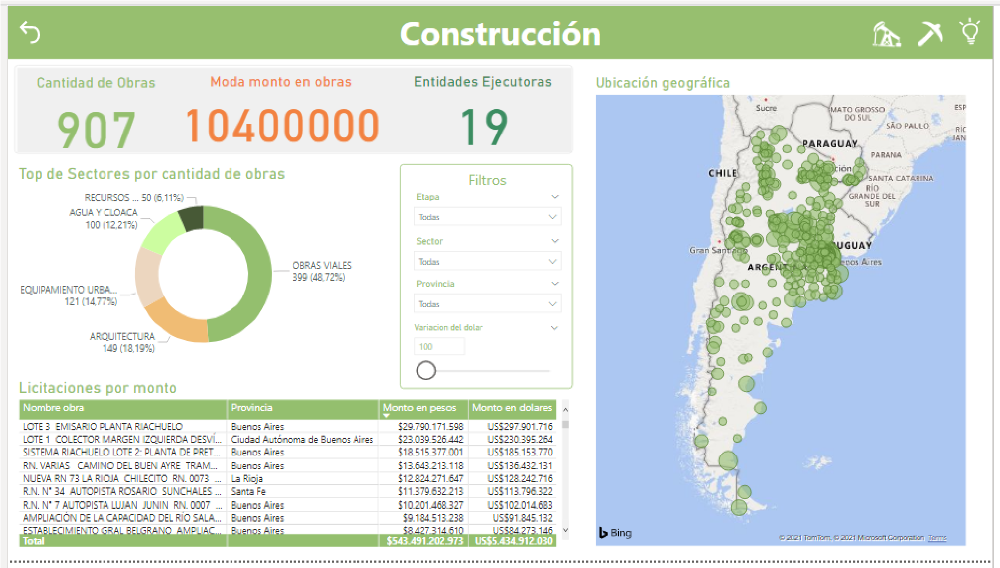 Construcción
Cantidad de Obras
907
Moda monto en obras
10400000
Entidades Ejecutoras
19
Top de Sectores por cantidad de obras
RECURSOS ... 50 (6,11%)
AGUA Y CLOACA
100 (12,21%)
EQUIPAMIENTO URBA...
121 (14,77%)
ARQUITECTURA
149 (18,19%)
OBRAS VIALES
399 (48,72%)
Filtros
Etapa
Todas
Sector
Todas
Provincia
Todas
Variacion del dolar
100
Licitaciones por monto
Nombre obra Provincia Monto en pesos Monto en dolares
LOTE 3 EMISARIO PLANTA RIACHUELO Buenos Aires $29.790.171.598 US$297.901.716
LOTE 1 COLECTOR MARGEN IZQUIERDA DESVÍ... Ciudad Autónoma de Buenos Aires $23.039.526.442 US$230.395.264
SISTEMA RIACHUELO LOTE 2: PLANTA DE PRET... Buenos Aires $18.515.377.001 US$185.153.770
RN. VARIAS CAMINO DEL BUEN AYRE TRAM... Buenos Aires $13.643.213.118 US$136.432.131
NUEVA RN 73 LA RIOJA CHILECITO RN. 0073 ... La Rioja $12.824.271.647 US$128.242.716
R.N. N° 34 AUTOPISTA ROSARIO SUNCHALES ... Santa Fe $11.379.632.213 US$113.796.322
R.N. N° 7 AUTOPISTA LUJAN JUNIN RN. 0007 ... Buenos Aires $10.201.468.327 US$102.014.683
AMPLIACIÓN DE LA CAPACIDAD DEL RÍO SALA... Buenos Aires $9.184.513.238 US$91.845.132
ESTABLECIMIENTO GRAL BELGRANO AMPLIAC... Buenos Aires $8.427.314.610 US$84.273.146
Total $543.491.202.973 US$5.434.912.030
Ubicación geográfica
Sucre
MATO GROSSO
DO SUL
ESP
SÃO PAULO
RIO
JAN
PARAGUAY
PARANA
CHILE
ción
SANTA CATARINA
RÍO
GRANDE DEL
SUR
UGUAY
Gran Santiago
enos Aires
ARGENTINA
Bing
© 2021 TomTom, © 2021 Microsoft Corporation Terms